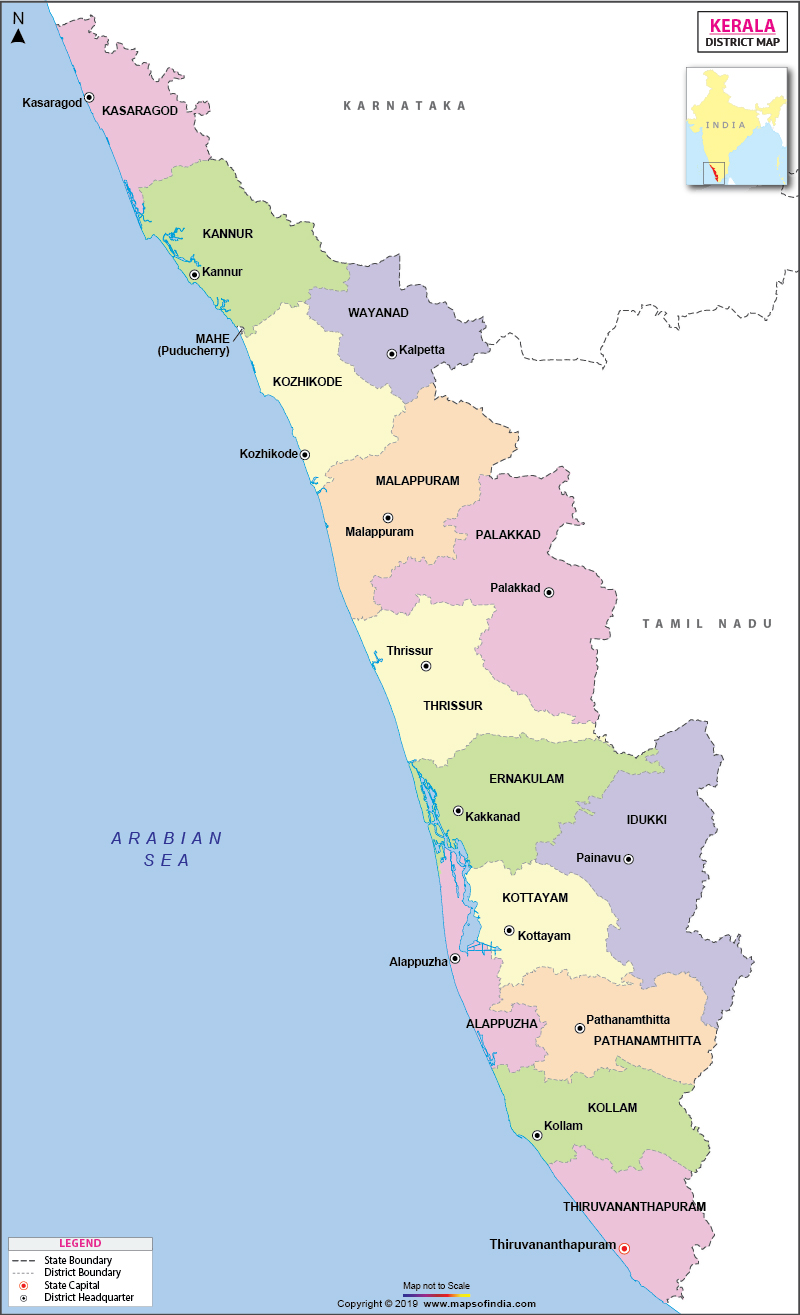 N
KERALA
DISTRICT MAP
INDIA
KARNATAKA
Kasaragod
KASARAGOD
KANNUR
Kannur
WAYANAD
MAHE
(Puducherry)
Kalpetta
KOZHIKODE
Kozhikode
MALAPPURAM
Malappuram
PALAKKAD
Palakkad
TAMIL NADU
Thrissur
THRISSUR
ERNAKULAM
Kakkanad
IDUKKI
ARABIAN
SEA
Painavu
KOTTAYAM
Kottayam
Alappuzha
ALAPPUZHA
Pathanamthitta
PATHANAMTHITTA
KOLLAM
Kollam
THIRUVANANTHAPURAM
Thiruvananthapuram
LEGEND
State Boundary
District Boundary
State Capital
District Headquarter
Map not to Scale
Copyright © 2019 www.mapsofindia.com